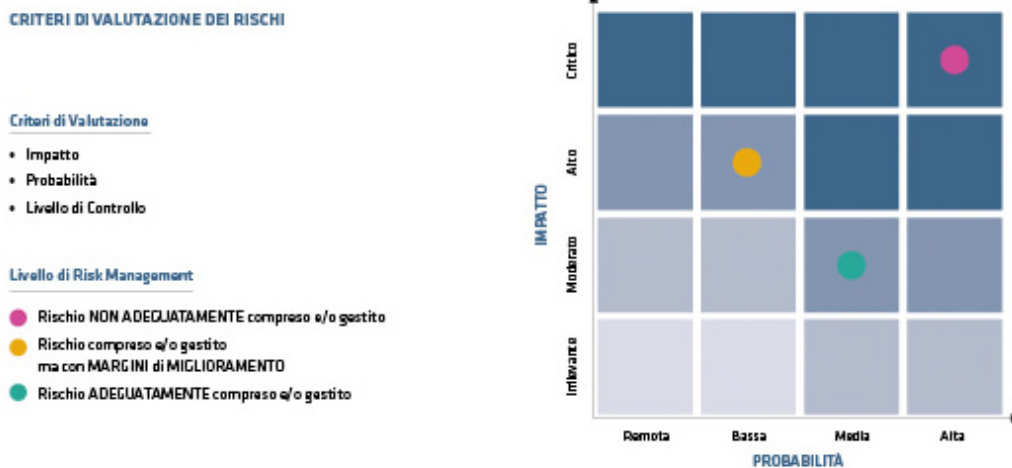 CRITERI DI VALUTAZIONE DEI RISCHI
Criteri di Valutazione
• Impatto
• Probabilità
• Livello di Controllo
Livello di Risk Management
Rischio NON ADEGUATAMENTE compreso e/o gestito
Rischio compreso e/o gestito
ma con MARGINI di MIGLIORAMENTO
Rischio ADEGUATAMENTE compreso e/o gestito
IMPATTO
Critico
Alto
Moderato
Irrilevance
Remota
Bassa
Media
Alta
PROBABILITÀ